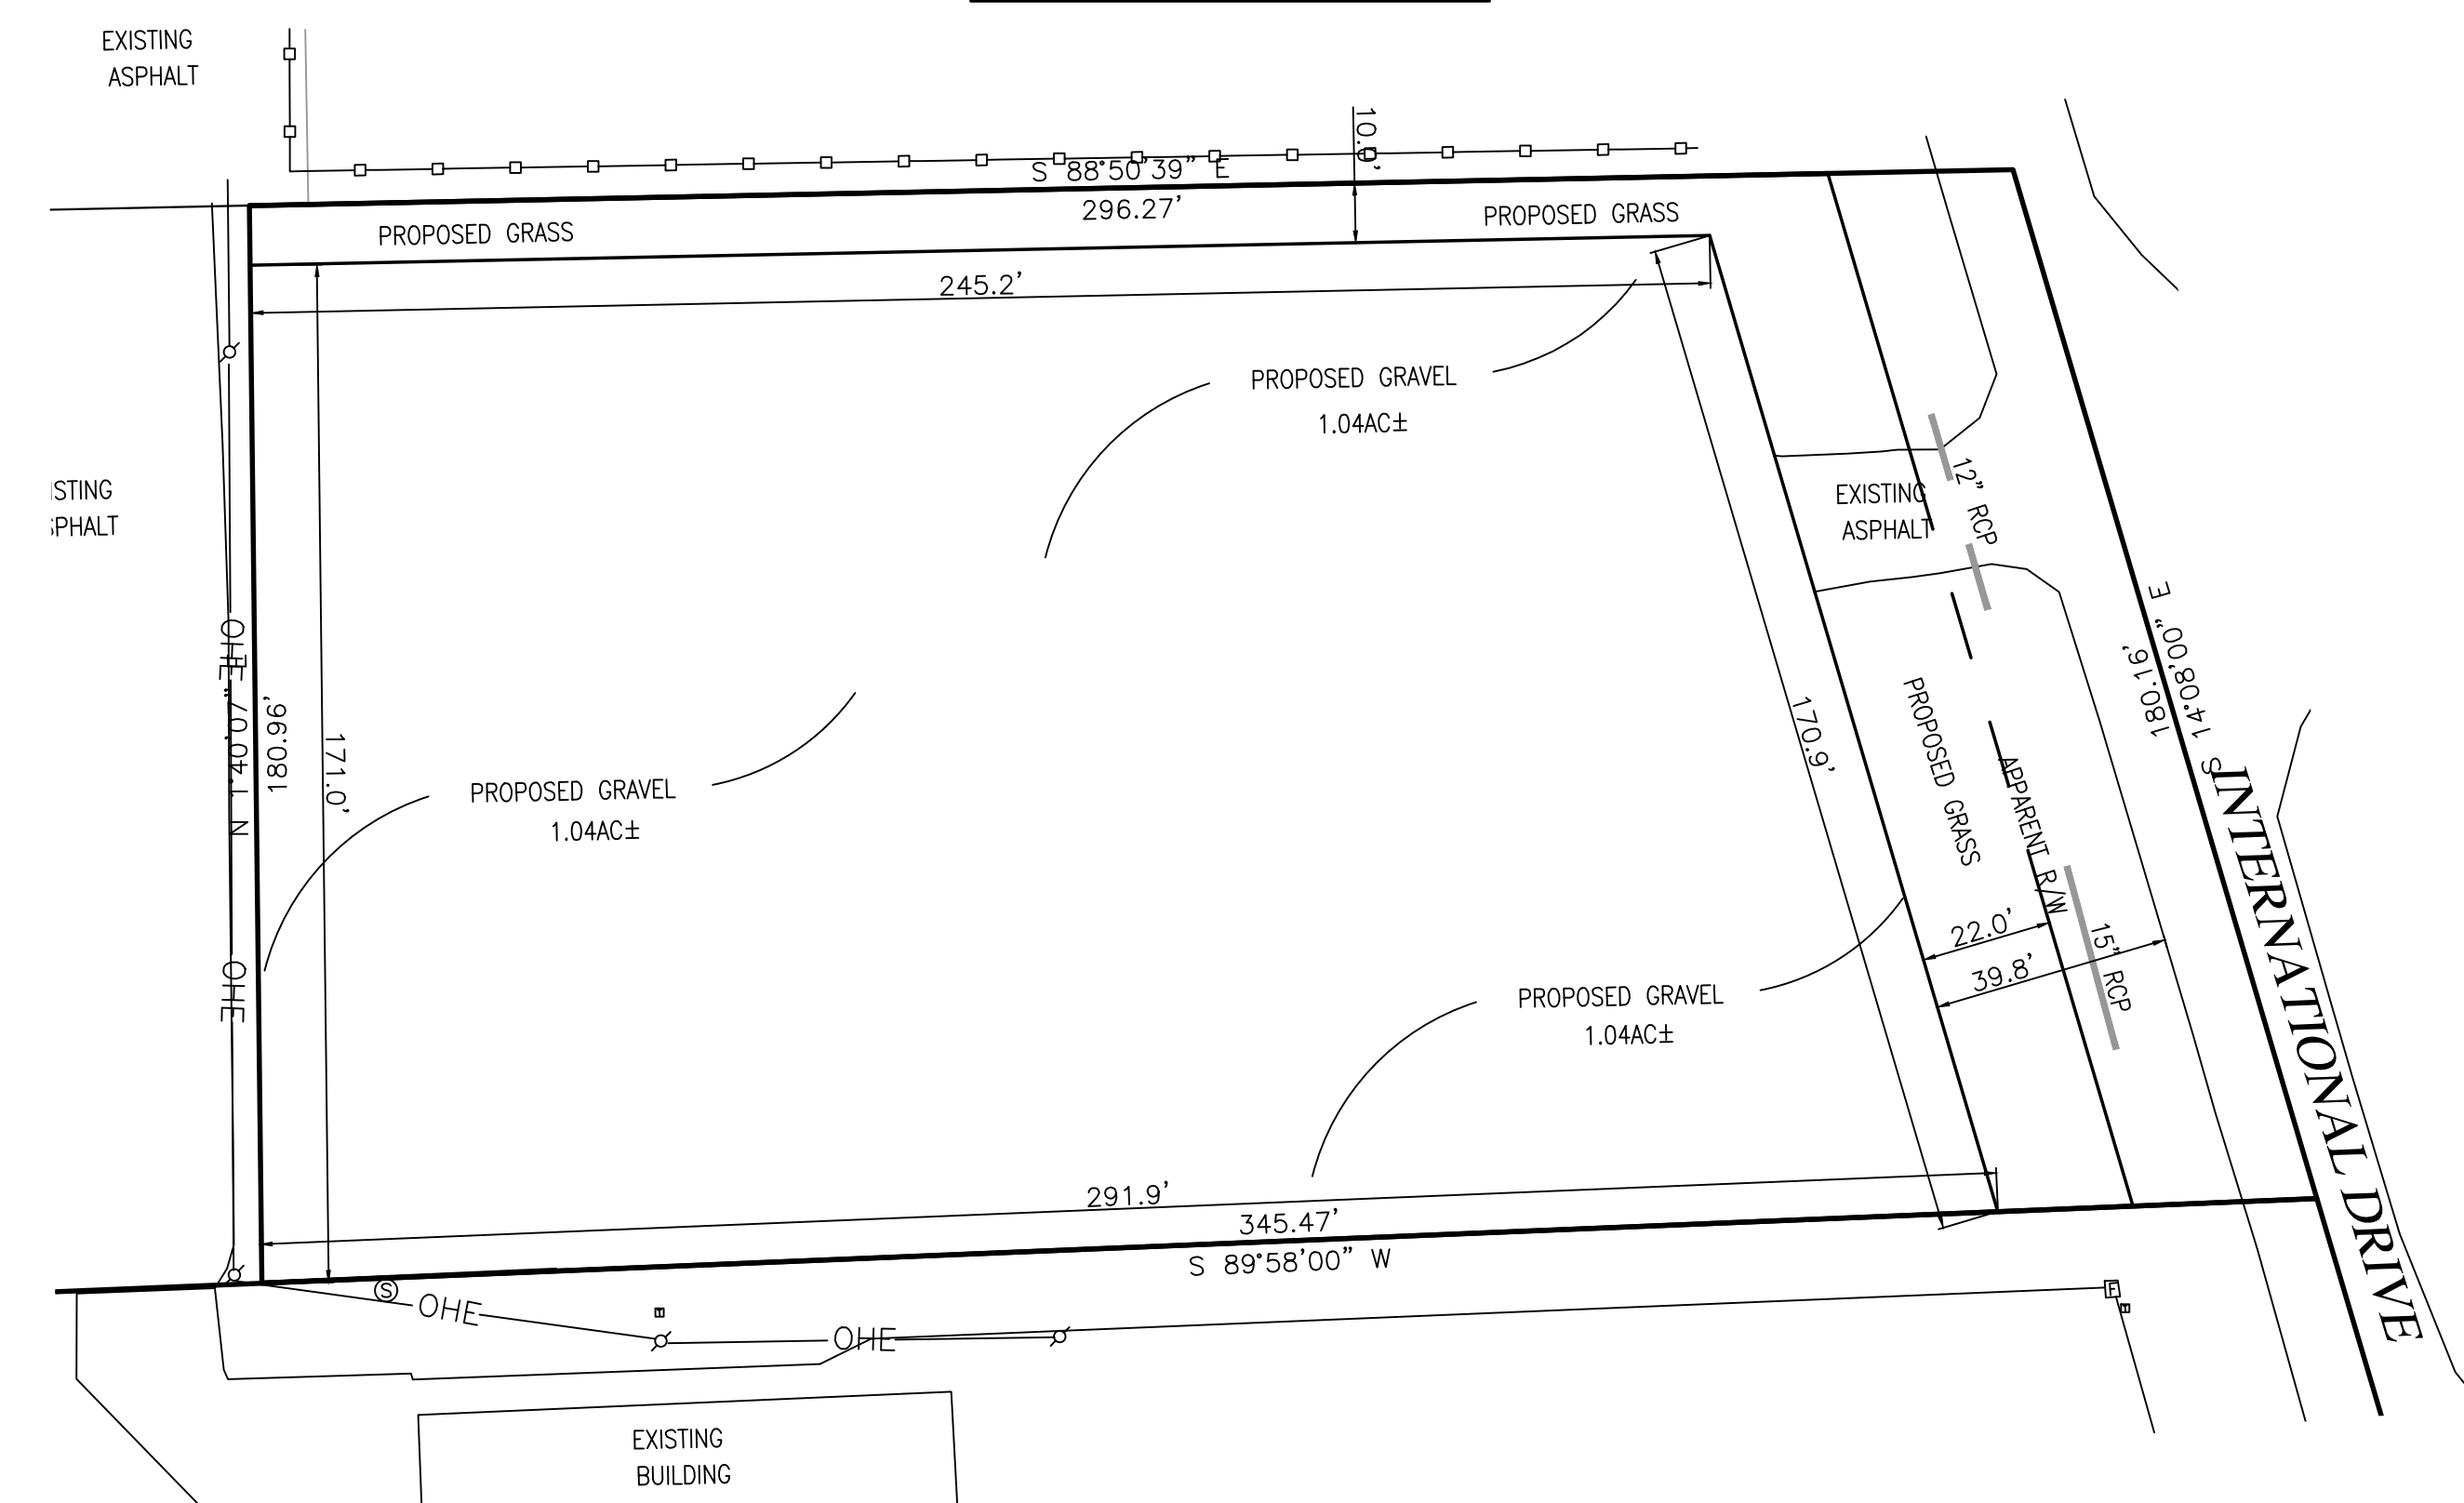 EXISTING
ASPHALT
10.0'
S 88°50'39" E
296.27'
PROPOSED GRASS
PROPOSED GRASS
245.2'
PROPOSED GRAVEL
1.04AC±
EXISTING
ASPHALT
12" RCP
ISTING
SPHALT
OHE
N 1°40'07"
180.96'
171.0'
PROPOSED GRAVEL
1.04AC±
170.9'
PROPOSED GRASS
APPARENT R/W
S 14°08'00" E
180.16'
22.0'
39.8'
15" RCP
INTERNATIONAL DRIVE
OHE
PROPOSED GRAVEL
1.04AC±
291.9'
345.47'
S 89°58'00" W
S
OHE
OHE
E
EXISTING
BUILDING